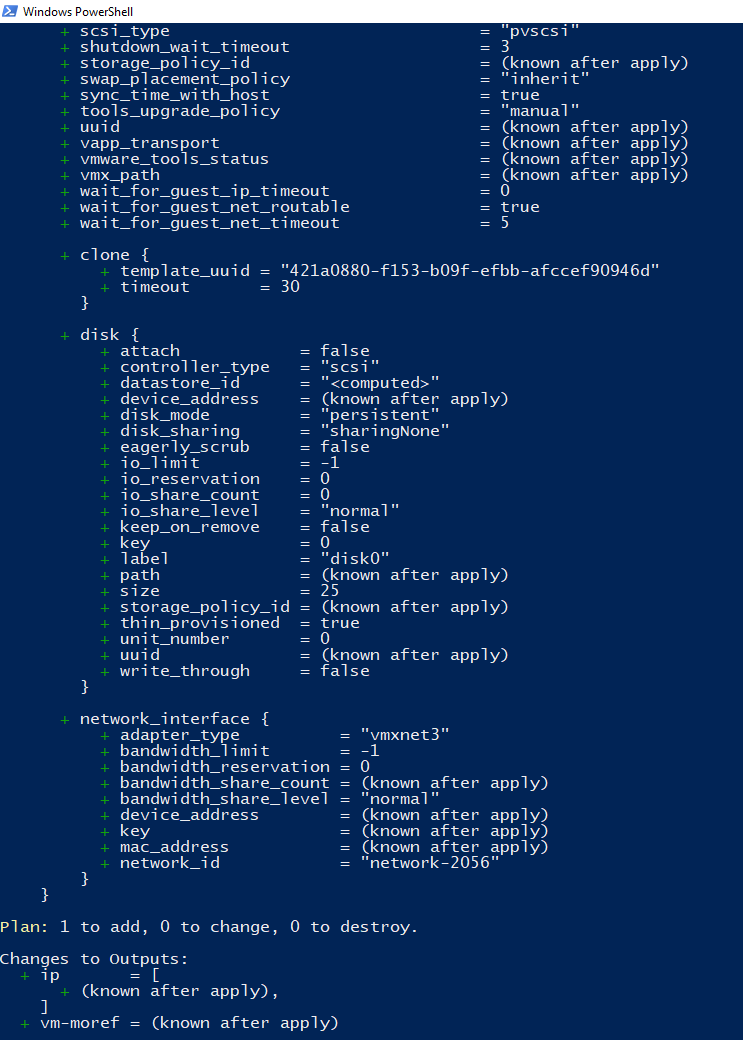 Windows PowerShell
+ scsi_type = "pvscsi"
+ shutdown_wait_timeout = 3
+ storage_policy_id = (known after apply)
+ swap_placement_policy = "inherit"
+ sync_time_with_host = true
+ tools_upgrade_policy = "manual"
+ uuid = (known after apply)
+ vapp_transport = (known after apply)
+ vmware_tools_status = (known after apply)
+ vmx_path = (known after apply)
+ wait_for_guest_ip_timeout = 0
+ wait_for_guest_net_routable = true
+ wait_for_guest_net_timeout = 5
+ clone {
+ template_uuid = "421a0880-f153-b09f-efbb-afccef90946d"
+ timeout = 30
}
+ disk {
+ attach = false
+ controller_type = "scsi"
+ datastore_id = "<computed>"
+ device_address = (known after apply)
+ disk_mode = "persistent"
+ disk_sharing = "sharingNone"
+ eagerly_scrub = false
+ io_limit = -1
+ io_reservation = 0
+ io_share_count = 0
+ io_share_level = "normal"
+ keep_on_remove = false
+ key = 0
+ label = "disk0"
+ path = (known after apply)
+ size = 25
+ storage_policy_id = (known after apply)
+ thin_provisioned = true
+ unit_number = 0
+ uuid = (known after apply)
+ write_through = false
}
+ network_interface {
+ adapter_type = "vmxnet3"
+ bandwidth_limit = -1
+ bandwidth_reservation = 0
+ bandwidth_share_count = (known after apply)
+ bandwidth_share_level = "normal"
+ device_address = (known after apply)
+ key = (known after apply)
+ mac_address = (known after apply)
+ network_id = "network-2056"
}
}
Plan: 1 to add, 0 to change, 0 to destroy.
Changes to Outputs:
+ ip = [
+ (known after apply),
]
+ vm-moref = (known after apply)